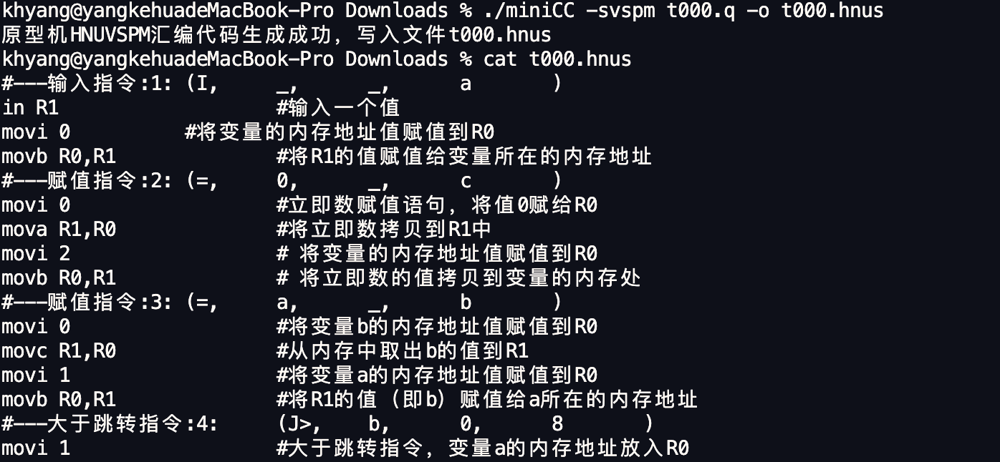 khyang@yangkehuadeMacBook-Pro Downloads % ./miniCC -svspm t000.q -o t000.hnus
原型机HNUVSPM汇编代码生成成功，写入文件t000.hnus
khyang@yangkehuadeMacBook-Pro Downloads % cat t000.hnus
#---输入指令:1: (I, _, _, a )
in R1 #输入一个值
movi 0 #将变量的内存地址值赋值到R0
movb R0,R1 #将R1的值赋值给变量所在的内存地址
#---赋值指令:2: (=, 0, _, c )
movi 0 #立即数赋值语句，将值0赋给R0
mova R1,R0 #将立即数拷贝到R1中
movi 2 # 将变量的内存地址值赋值到R0
movb R0,R1 # 将立即数的值拷贝到变量的内存处
#---赋值指令:3: (=, a, _, b )
movi 0 #将变量b的内存地址值赋值到R0
movc R1,R0 #从内存中取出b的值到R1
movi 1 #将变量a的内存地址值赋值到R0
movb R0,R1 #将R1的值（即b）赋值给a所在的内存地址
#---大于跳转指令:4: (J>, b, 0, 8 )
movi 1 #大于跳转指令，变量a的内存地址放入R0